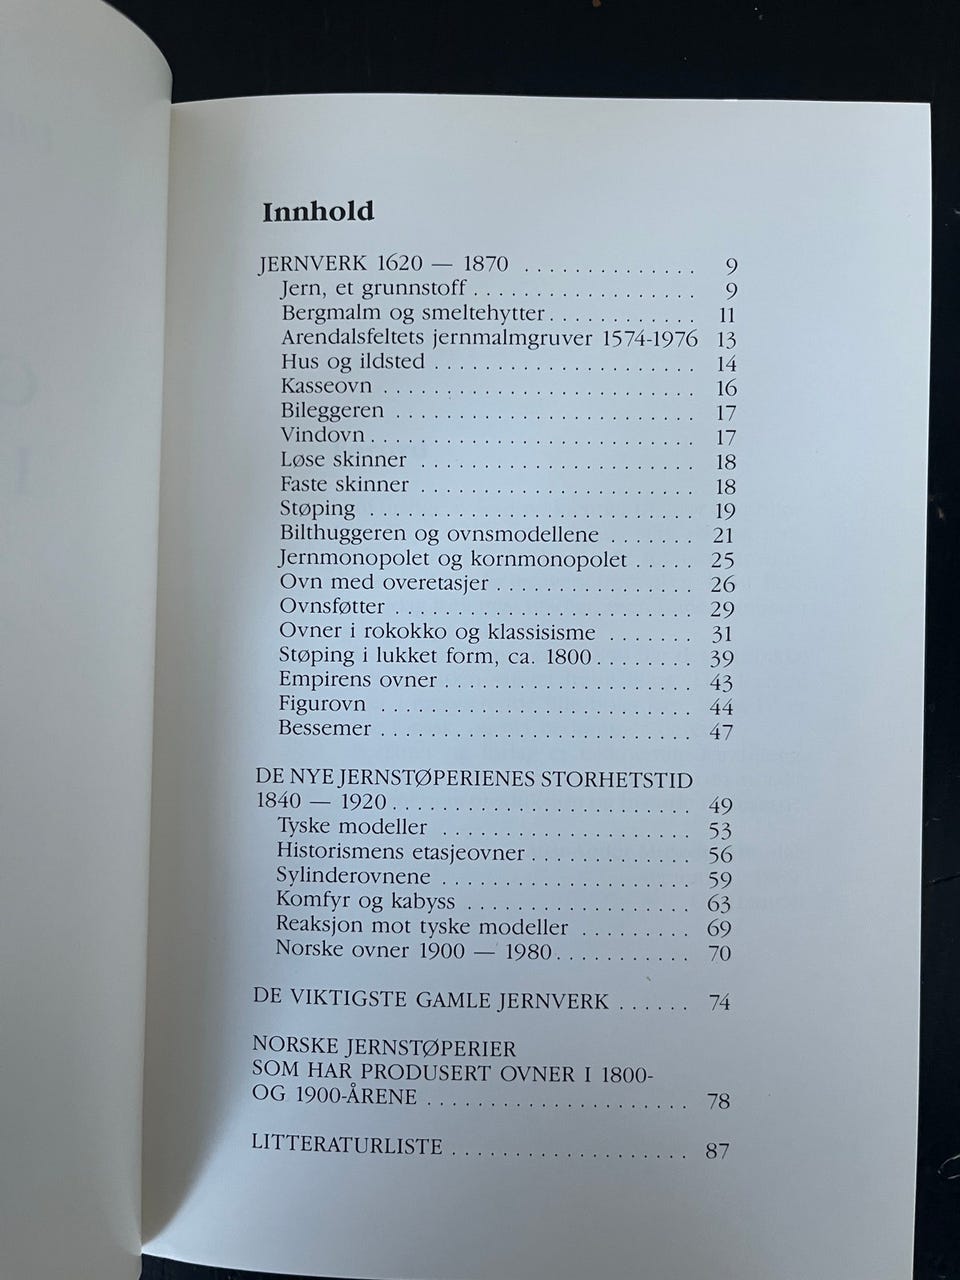 Innhold
JERNVERK 1620 — 1870 . . . . . . . . . . . . . . 9
Jern, et grunnstoff . . . . . . . . . . . . . . . . . . 9
Bergmalm og smeltehytter . . . . . . . . . . . . 11
Arendalsfeltets jernmalmgruver 1574-1976 13
Hus og ildsted . . . . . . . . . . . . . . . . . . . . . 14
Kasseovn . . . . . . . . . . . . . . . . . . . . . . . . . 16
Bileggeren . . . . . . . . . . . . . . . . . . . . . . . . 17
Vindovn . . . . . . . . . . . . . . . . . . . . . . . . . . 17
Løse skinner . . . . . . . . . . . . . . . . . . . . . . 18
Faste skinner . . . . . . . . . . . . . . . . . . . . . . 18
Støping . . . . . . . . . . . . . . . . . . . . . . . . . . 19
Bilthuggeren og ovnsmodellene . . . . . . . 21
Jernmonopolet og kornmonopolet . . . . . 25
Ovn med overetasjer . . . . . . . . . . . . . . . . 26
Ovnsføtter . . . . . . . . . . . . . . . . . . . . . . . . 29
Ovner i rokokko og klassisisme . . . . . . . 31
Støping i lukket form, ca. 1800 . . . . . . . . 39
Empirens ovner . . . . . . . . . . . . . . . . . . . . 43
Figurovn . . . . . . . . . . . . . . . . . . . . . . . . . . 44
Bessemer . . . . . . . . . . . . . . . . . . . . . . . . . 47
DE NYE JERNSTØPERIENES STORHETSTID
1840 — 1920 . . . . . . . . . . . . . . . . . . . . . . . . 49
Tyske modeller . . . . . . . . . . . . . . . . . . . . 53
Historismens etasjeovner . . . . . . . . . . . . . 56
Sylinderovnene . . . . . . . . . . . . . . . . . . . . 59
Komfyr og kabyss . . . . . . . . . . . . . . . . . . 63
Reaksjon mot tyske modeller . . . . . . . . . 69
Norske ovner 1900 — 1980 . . . . . . . . . . . 70
DE VIKTIGSTE GAMLE JERNVERK . . . . . . 74
NORSKE JERNSTØPERIER
SOM HAR PRODUSERT OVNER I 1800-
OG 1900-ÅRENE . . . . . . . . . . . . . . . . . . . . . 78
LITTERATURLISTE . . . . . . . . . . . . . . . . . . . 87